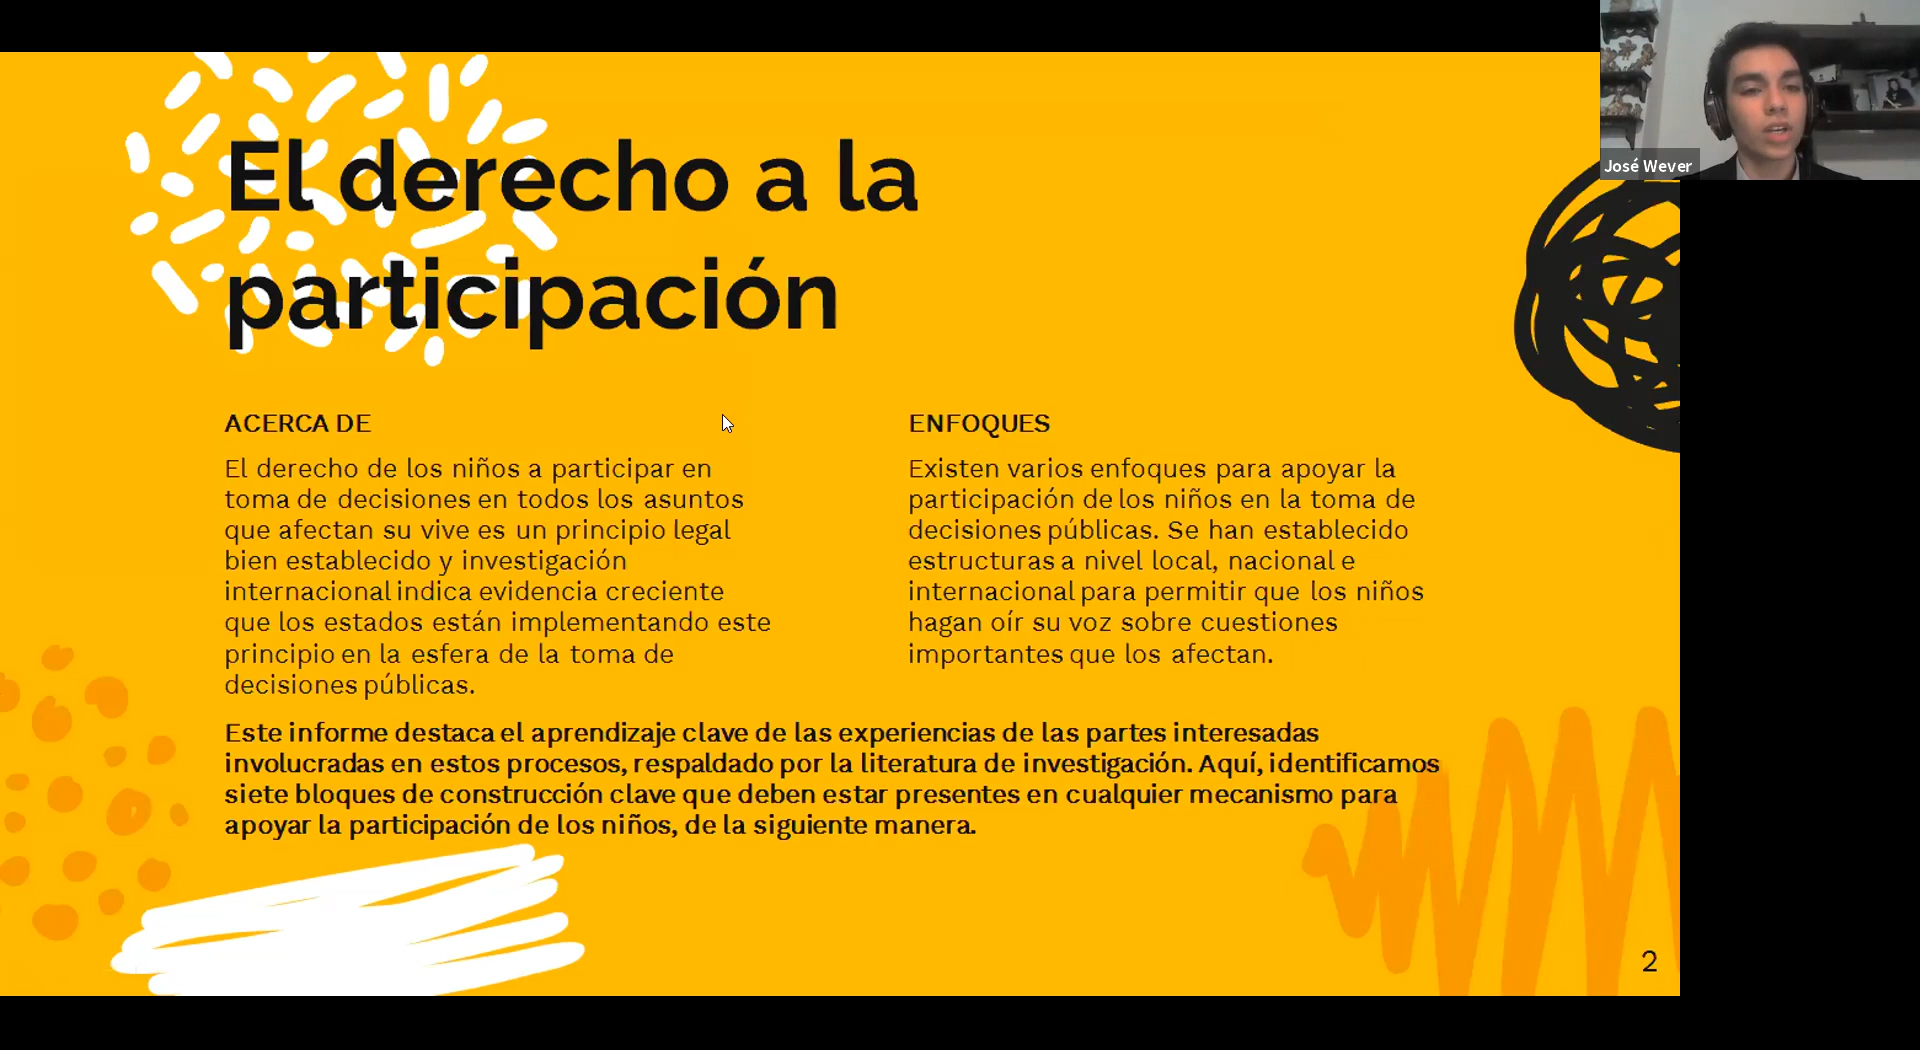 El derecho a la
participación
José Wever
ACERCA DE
El derecho de los niños a participar en
toma de decisiones en todos los asuntos
que afectan su vive es un principio legal
bien establecido y investigación
internacional indica evidencia creciente
que los estados están implementando este
principio en la esfera de la toma de
decisiones públicas.
ENFOQUES
Existen varios enfoques para apoyar la
participación de los niños en la toma de
decisiones públicas. Se han establecido
estructuras a nivel local, nacional e
internacional para permitir que los niños
hagan oír su voz sobre cuestiones
importantes que los afectan.
Este informe destaca el aprendizaje clave de las experiencias de las partes interesadas
involucradas en estos procesos, respaldado por la literatura de investigación. Aquí, identificamos
siete bloques de construcción clave que deben estar presentes en cualquier mecanismo para
apoyar la participación de los niños, de la siguiente manera.
2